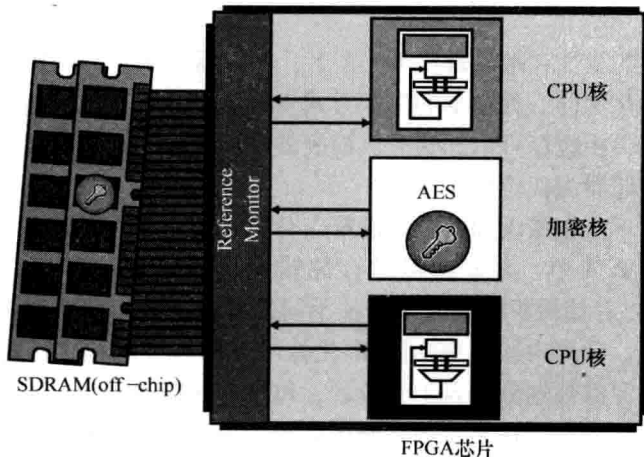 CPU核
Reference
Monitor
AES
加密核
CPU核
SDRAM(off-chip)
FPGA芯片